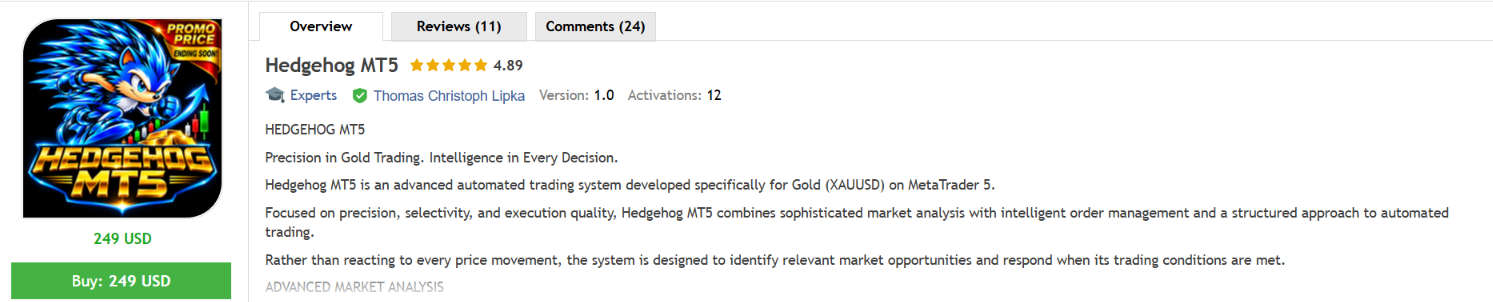 PROMO
PRICE
ENDING SOON!
HEDGEHOG
MT5
249 USD
Buy: 249 USD
Overview
Reviews (11)
Comments (24)
Hedgehog MT5 4.89
Experts Thomas Christoph Lipka Version: 1.0 Activations: 12
HEDGEHOG MT5
Precision in Gold Trading. Intelligence in Every Decision.
Hedgehog MT5 is an advanced automated trading system developed specifically for Gold (XAUUSD) on MetaTrader 5.
Focused on precision, selectivity, and execution quality, Hedgehog MT5 combines sophisticated market analysis with intelligent order management and a structured approach to automated
trading.
Rather than reacting to every price movement, the system is designed to identify relevant market opportunities and respond when its trading conditions are met.
ADVANCED MARKET ANALYSIS